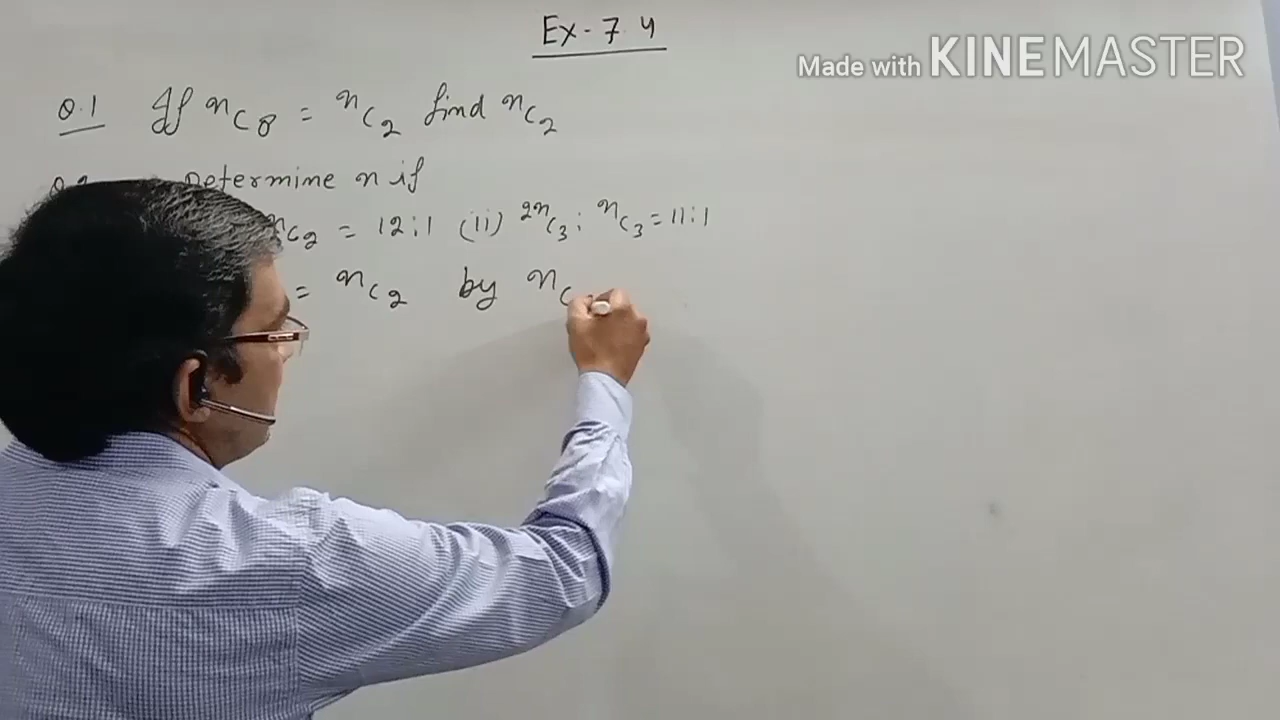 Ex-7.4
Made with KINEMASTER
Q.1 If ⁿC₈ = ⁿC₂ find ⁿC₂
Determine n if
ⁿC₂ = 12:1 (ii) ²ⁿC₃ : ⁿC₃ = 11:1
= ⁿC₂ by ⁿC